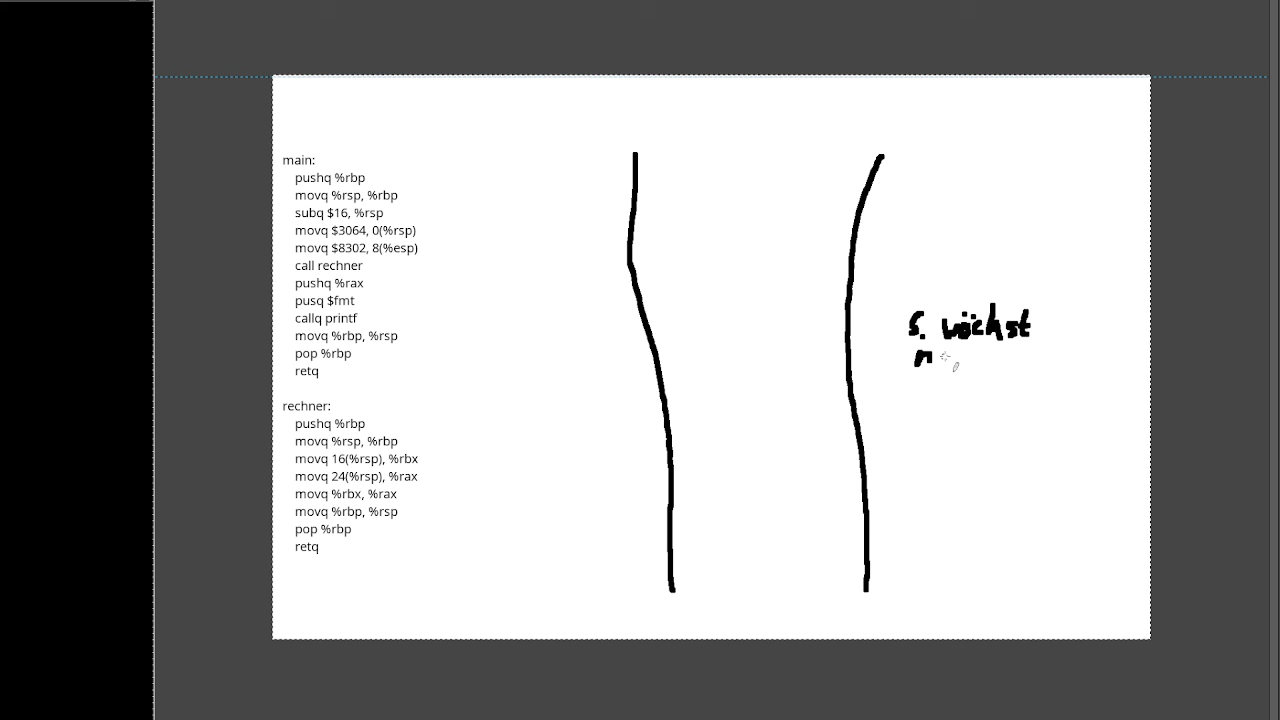 main:
pushq %rbp
movq %rsp, %rbp
subq $16, %rsp
movq $3064, 0(%rsp)
movq $8302, 8(%esp)
call rechner
pushq %rax
pusq $fmt
callq printf
movq %rbp, %rsp
pop %rbp
retq
rechner:
pushq %rbp
movq %rsp, %rbp
movq 16(%rsp), %rbx
movq 24(%rsp), %rax
movq %rbx, %rax
movq %rbp, %rsp
pop %rbp
retq
S. wächst
n